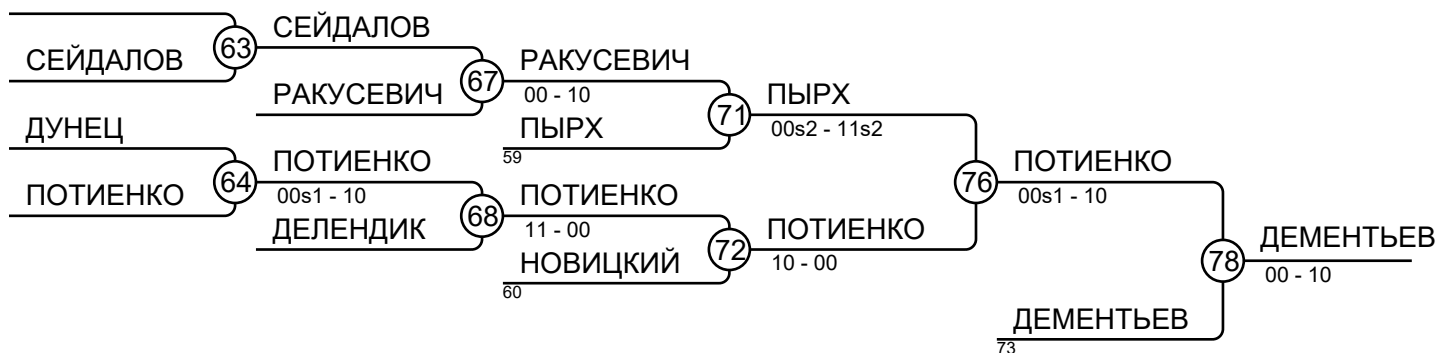 СЕЙДАЛОВ
63
СЕЙДАЛОВ
РАКУСЕВИЧ
67
РАКУСЕВИЧ
00 - 10
ПЫРХ
59
71
ПЫРХ
00s2 - 11s2
ДУНЕЦ
ПОТИЕНКО
64
ПОТИЕНКО
00s1 - 10
ДЕЛЕНДИК
68
ПОТИЕНКО
11 - 00
НОВИЦКИЙ
60
72
ПОТИЕНКО
10 - 00
76
ПОТИЕНКО
00s1 - 10
ДЕМЕНТЬЕВ
73
78
ДЕМЕНТЬЕВ
00 - 10